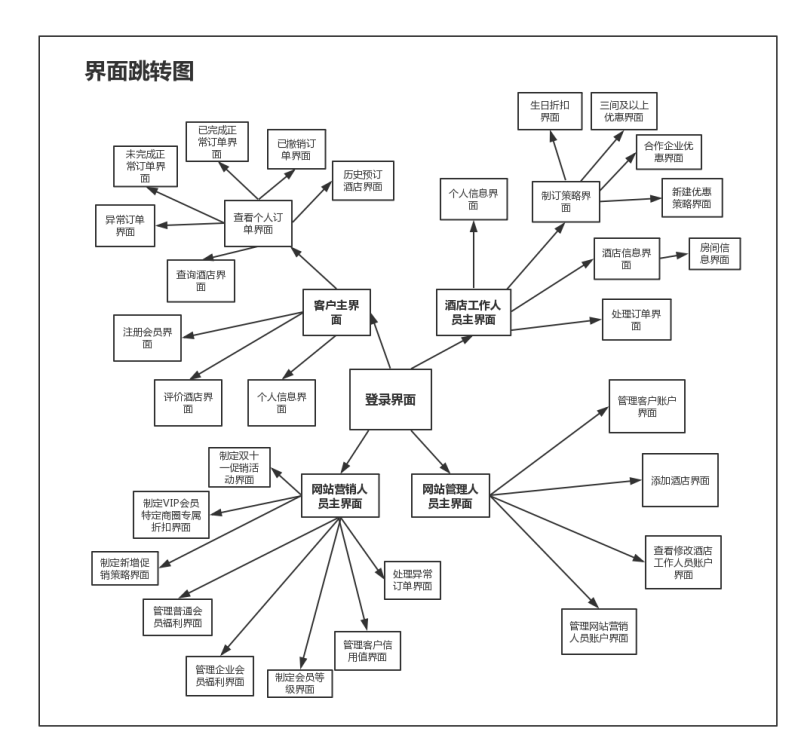 界面跳转图
生日折扣
界面
三间及以上
优惠界面
合作企业优
惠界面
新建优惠
策略界面
制订策略界
面
已完成正
常订单界
面
已撤销订
单界面
未完成正
常订单界
面
历史预订
酒店界面
异常订单
界面
查看个人订
单界面
查询酒店界
面
个人信息界
面
酒店信息界
面
房间信
息界面
客户主界
面
酒店工作人
员主界面
处理订单界
面
注册会员界
面
评价酒店界
面
个人信息界
面
登录界面
管理客户账户
界面
制定双十
一促销活
动界面
网站营销人
员主界面
网站管理人
员主界面
添加酒店界面
制定VIP会员
特定商圈专属
折扣界面
制定新增促
销策略界面
处理异常
订单界面
查看修改酒店
工作人员账户
界面
管理普通会
员福利界面
管理网站营销
人员账户界面
管理客户信
用值界面
管理企业会
员福利界面
制定会员等
级界面